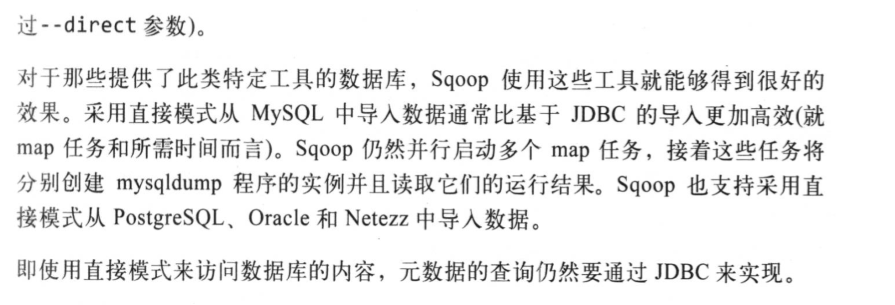 过--direct 参数)。
对于那些提供了此类特定工具的数据库，Sqoop 使用这些工具就能够得到很好的
效果。采用直接模式从 MySQL 中导入数据通常比基于 JDBC 的导入更加高效(就
map 任务和所需时间而言)。Sqoop 仍然并行启动多个 map 任务，接着这些任务将
分别创建 mysqldump 程序的实例并且读取它们的运行结果。Sqoop 也支持采用直
接模式从 PostgreSQL、Oracle 和 Netezz 中导入数据。
即使用直接模式来访问数据库的内容，元数据的查询仍然要通过 JDBC 来实现。